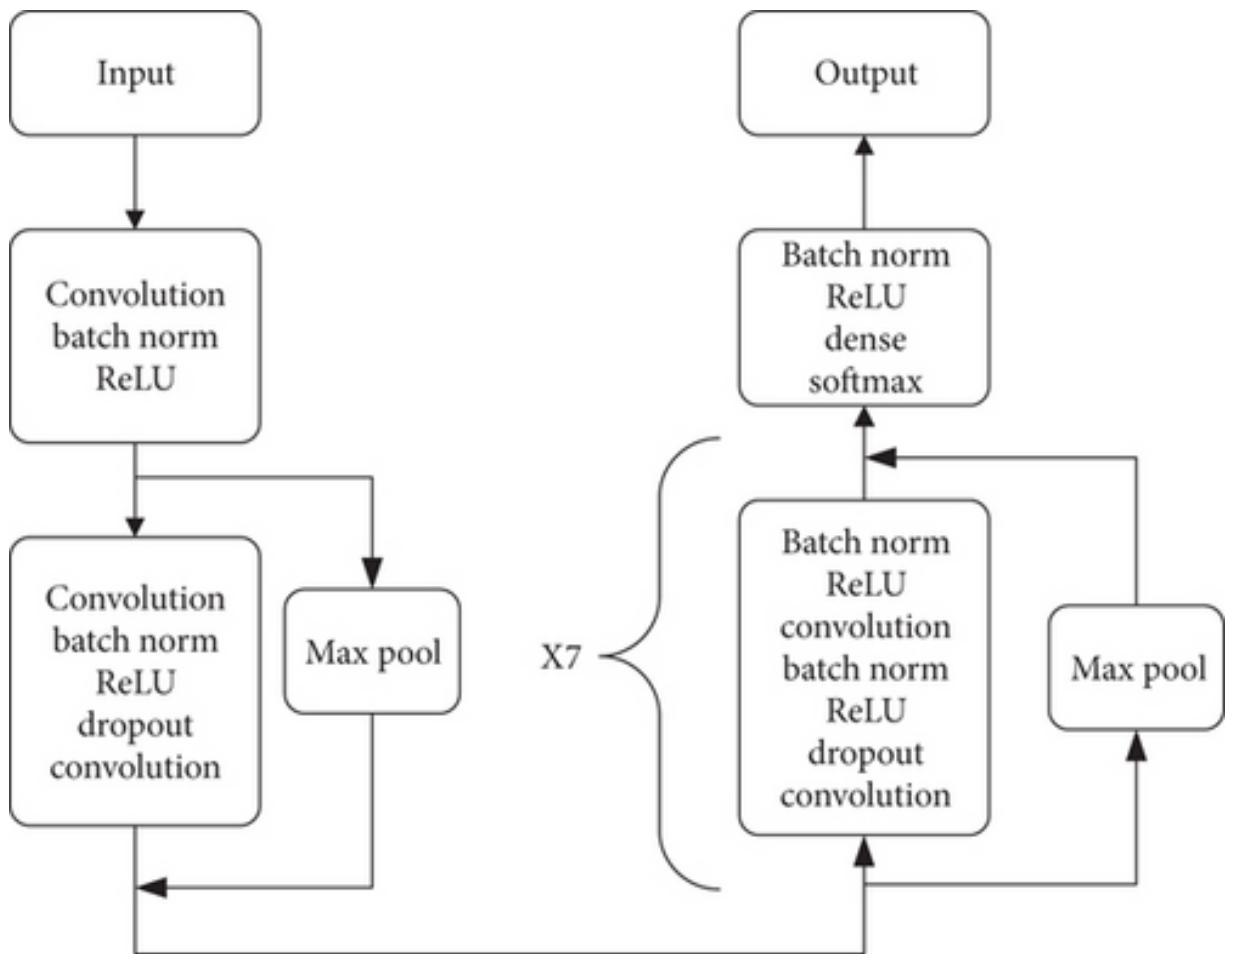 Input
Convolution
batch norm
ReLU
Convolution
batch norm
ReLU
dropout
convolution
Max pool
Output
Batch norm
ReLU
dense
softmax
X7
Batch norm
ReLU
convolution
batch norm
ReLU
dropout
convolution
Max pool